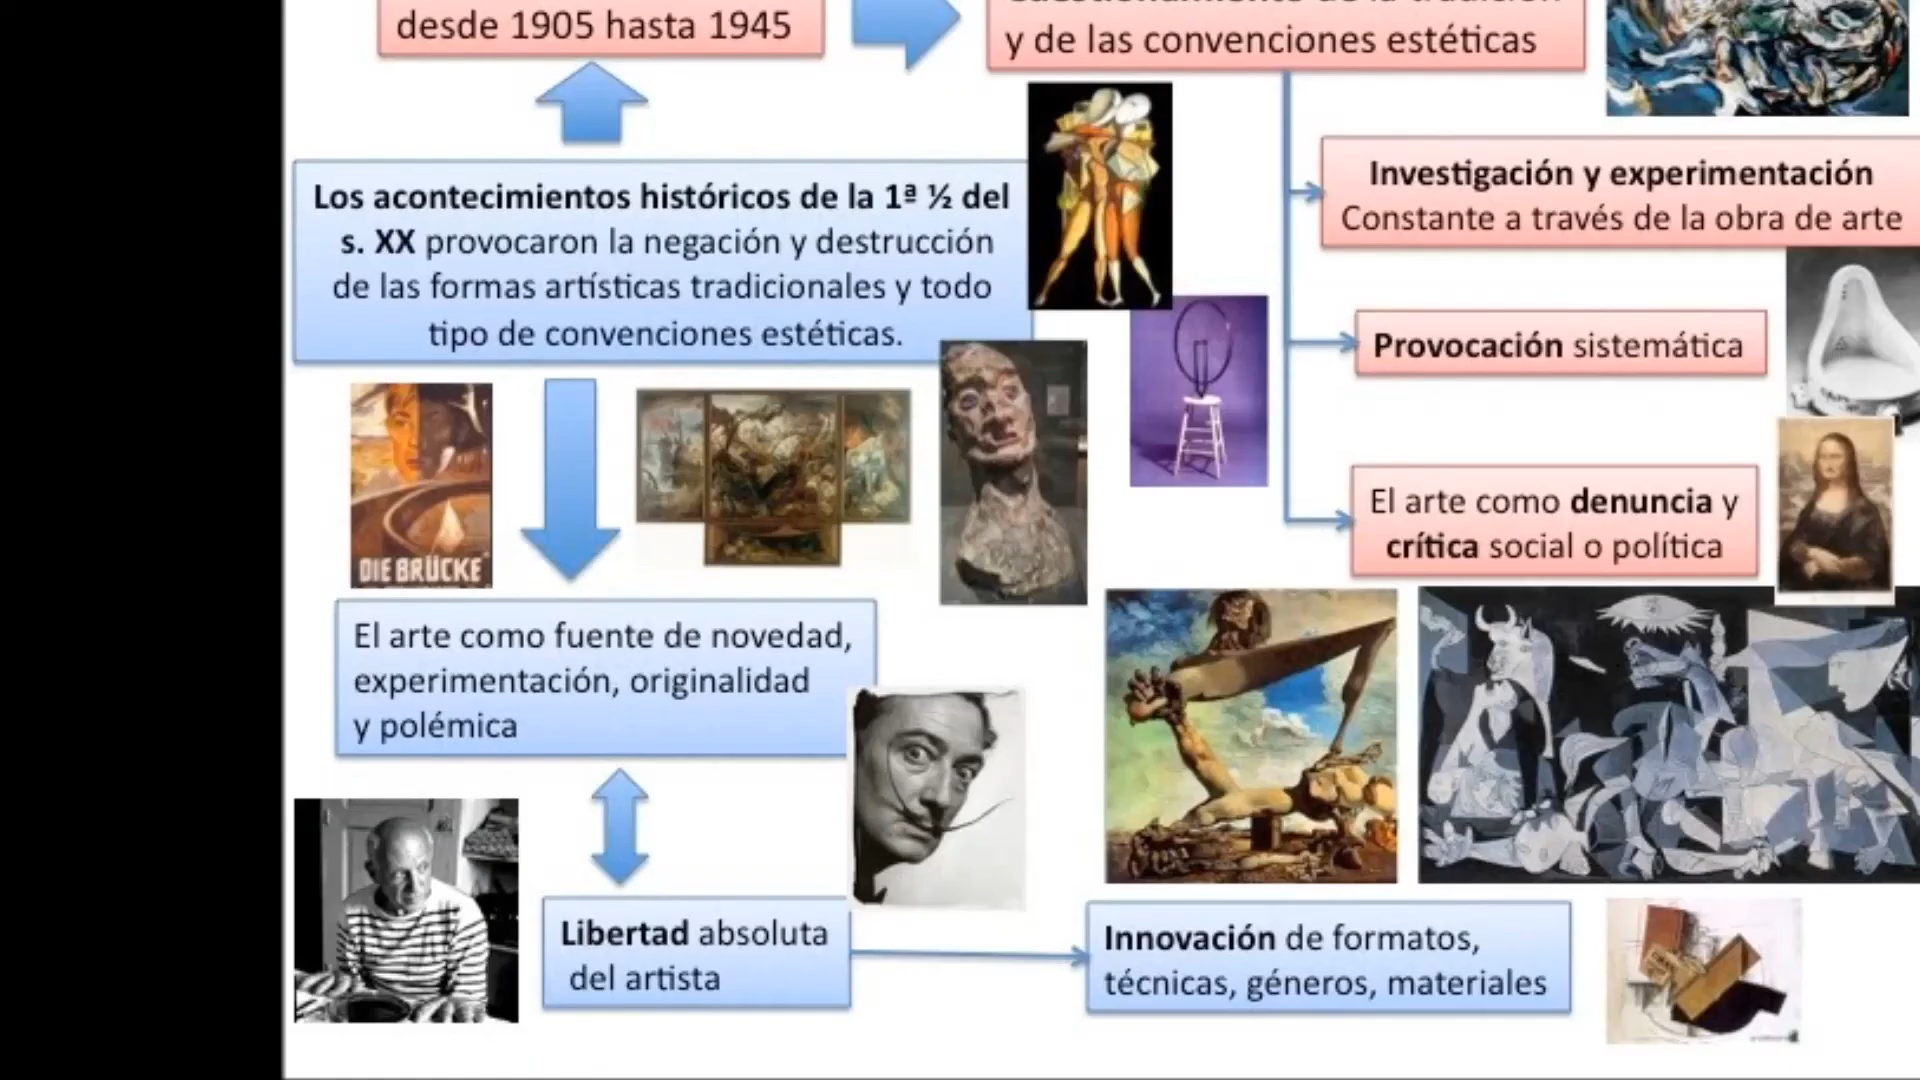 desde 1905 hasta 1945
y de las convenciones estéticas
Los acontecimientos históricos de la 1ª ½ del
s. XX provocaron la negación y destrucción
de las formas artísticas tradicionales y todo
tipo de convenciones estéticas.
Investigación y experimentación
Constante a través de la obra de arte
Provocación sistemática
El arte como denuncia y
crítica social o política
DIE BRÜCKE
El arte como fuente de novedad,
experimentación, originalidad
y polémica
Libertad absoluta
del artista
Innovación de formatos,
técnicas, géneros, materiales